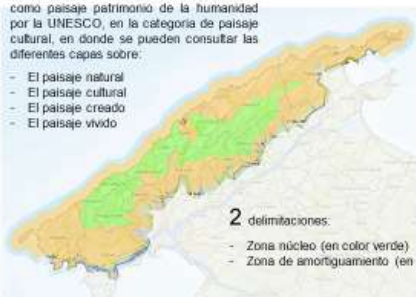 como paisaje patrimonio de la humanidad
por la UNESCO, en la categoria de paisaje
cultural, en donde se pueden consultar las
diferentes capas sobre:
- El paisaje natural
- El paisaje cultural
- El paisaje creado
- El paisaje vivido
2 delimitaciones:
- Zona núcleo (en color verde)
- Zona de amortiguamiento (en